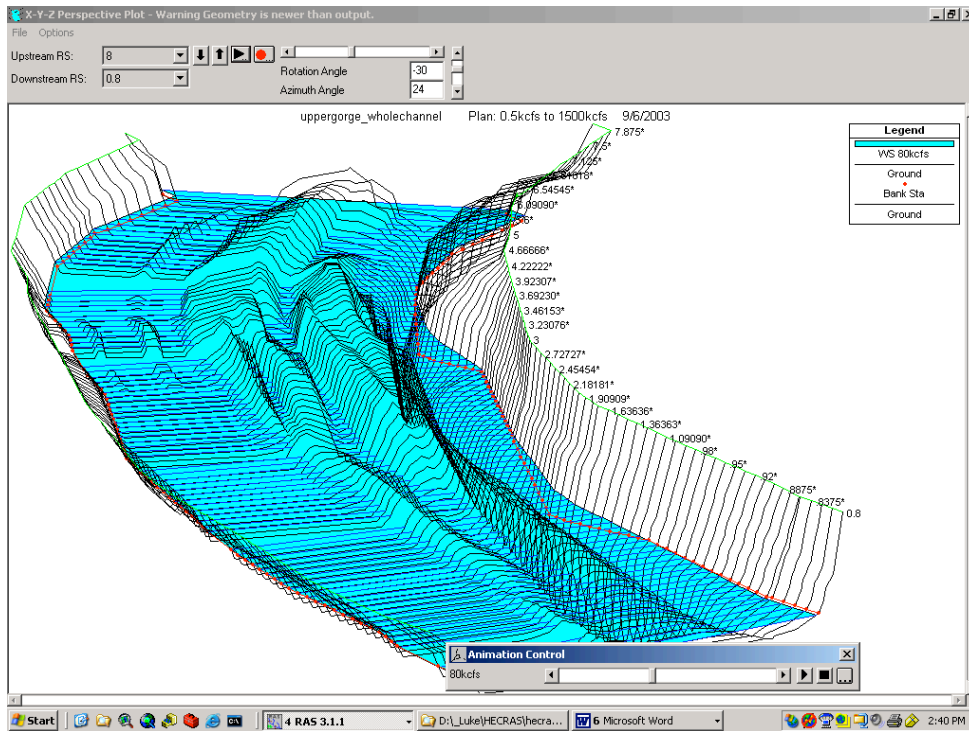 X-Y-Z Perspective Plot - Warning Geometry is newer than output.
File Options
Upstream RS: 8
Downstream RS: 0.8
Rotation Angle -30
Azimuth Angle 24
uppergorge_wholechannel Plan: 0.5kcfs to 1500kcfs 9/6/2003
Legend
WS 80kcfs
Ground
Bank Sta
Ground
7.875*
7.5*
7.125*
6.54545*
6.09090*
5
4.66666*
4.22222*
3.92307*
3.69230*
3.46153*
3.23076*
3
2.72727*
2.45454*
2.18181*
1.90909*
1.63636*
1.36363*
1.09090*
98*
95*
92*
8875*
8375*
0.8
Animation Control
80kcfs
Start
4 RAS 3.1.1
D:\_Luke\HECRAS\hecra...
6 Microsoft Word
2:40 PM